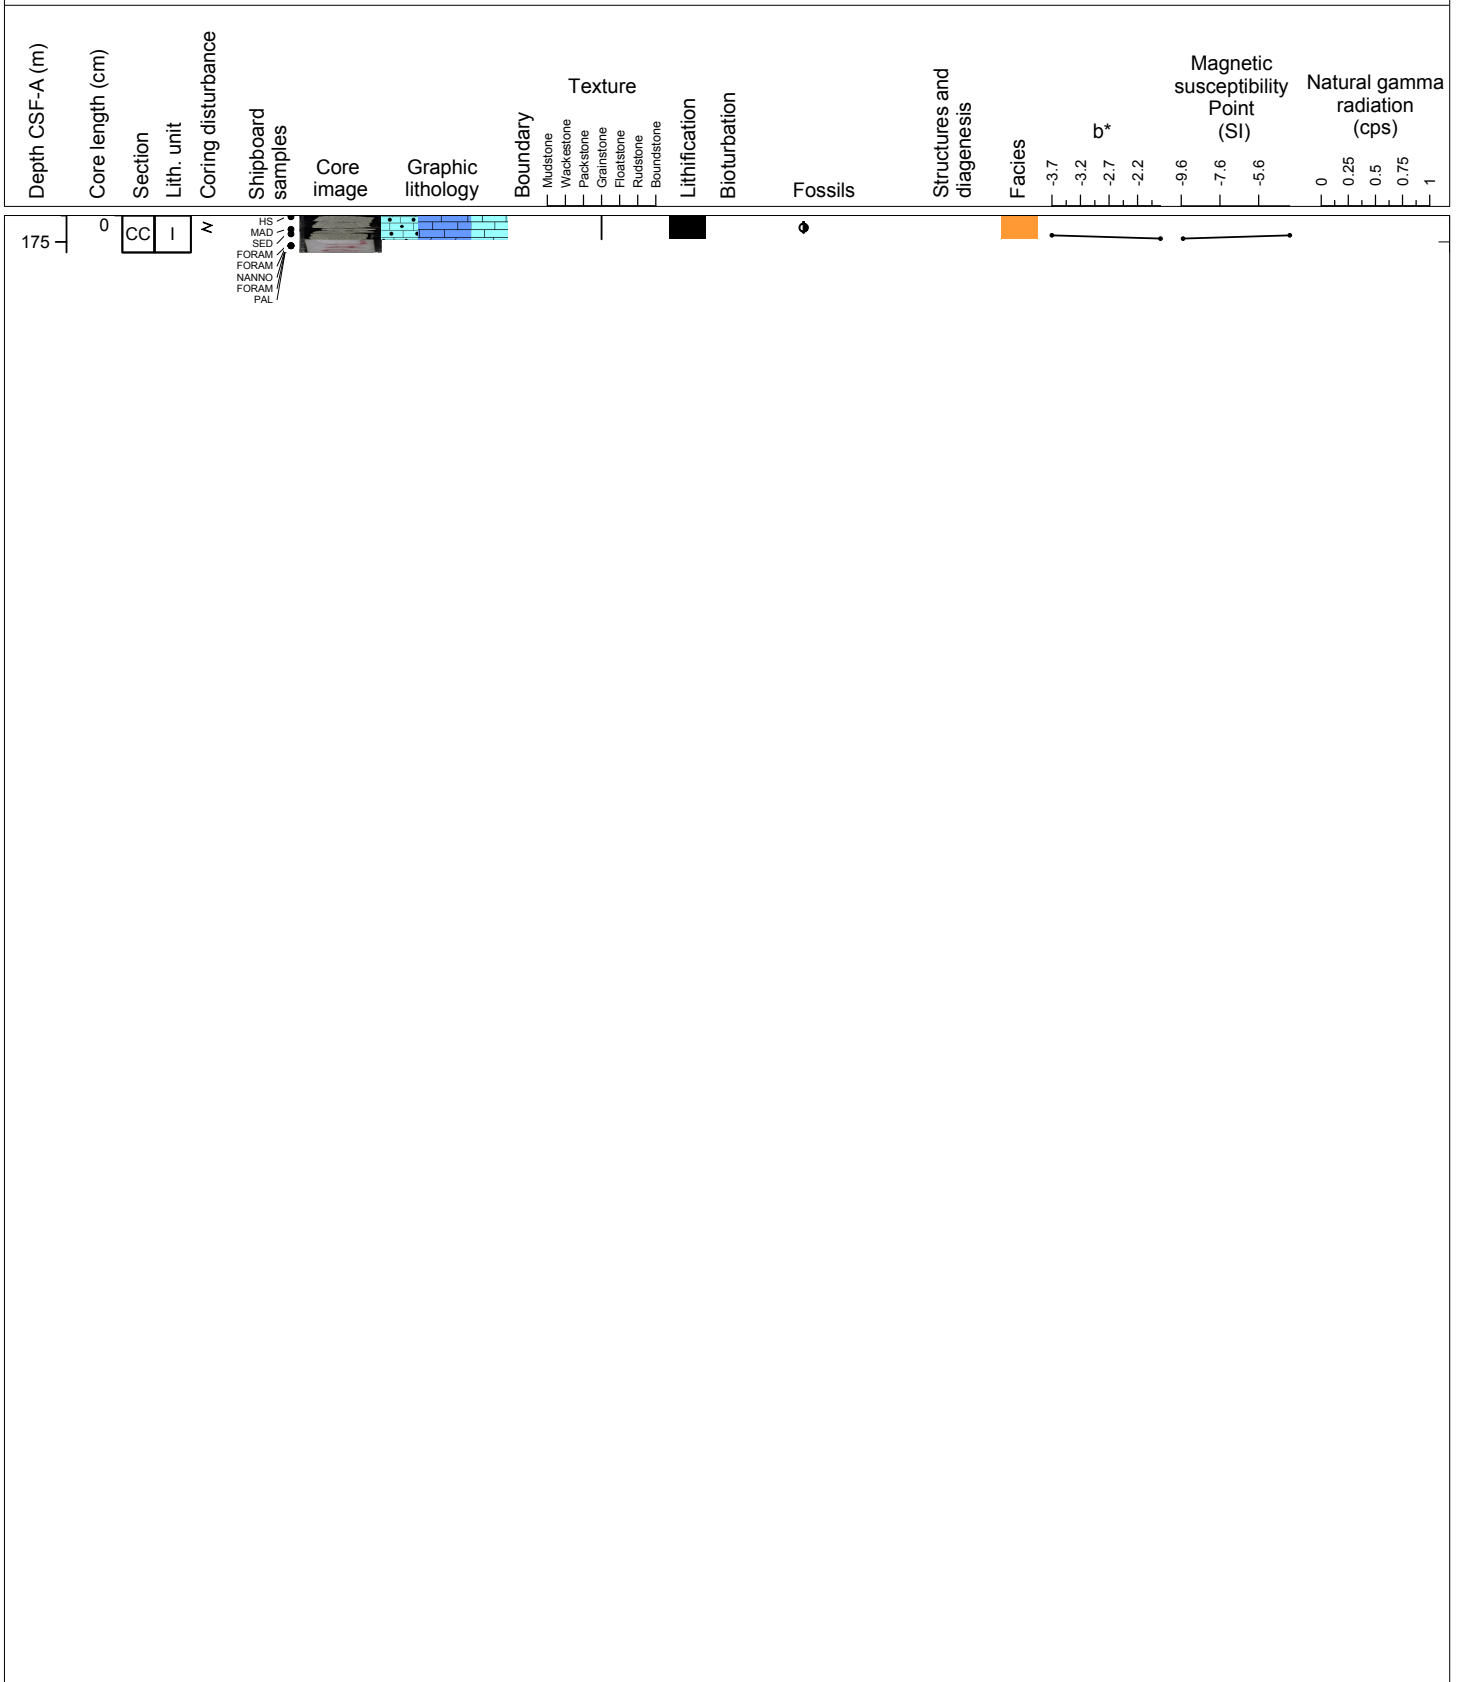 Depth CSF-A (m)
Core length (cm)
Section
Lith. unit
Coring disturbance
Shipboard
samples
Core
image
Graphic
lithology
Boundary
Texture
Mudstone
Wackestone
Packstone
Grainstone
Floatstone
Rudstone
Boundstone
Lithification
Bioturbation
Fossils
Structures and
diagenesis
Facies
b*
-3.7
-3.2
-2.7
-2.2
Magnetic
susceptibility
Point
(SI)
-9.6
-7.6
-5.6
Natural gamma
radiation
(cps)
0
0.25
0.5
0.75
1
175
0
CC
I
HS
MAD
SED
FORAM
FORAM
NANNO
FORAM
PAL